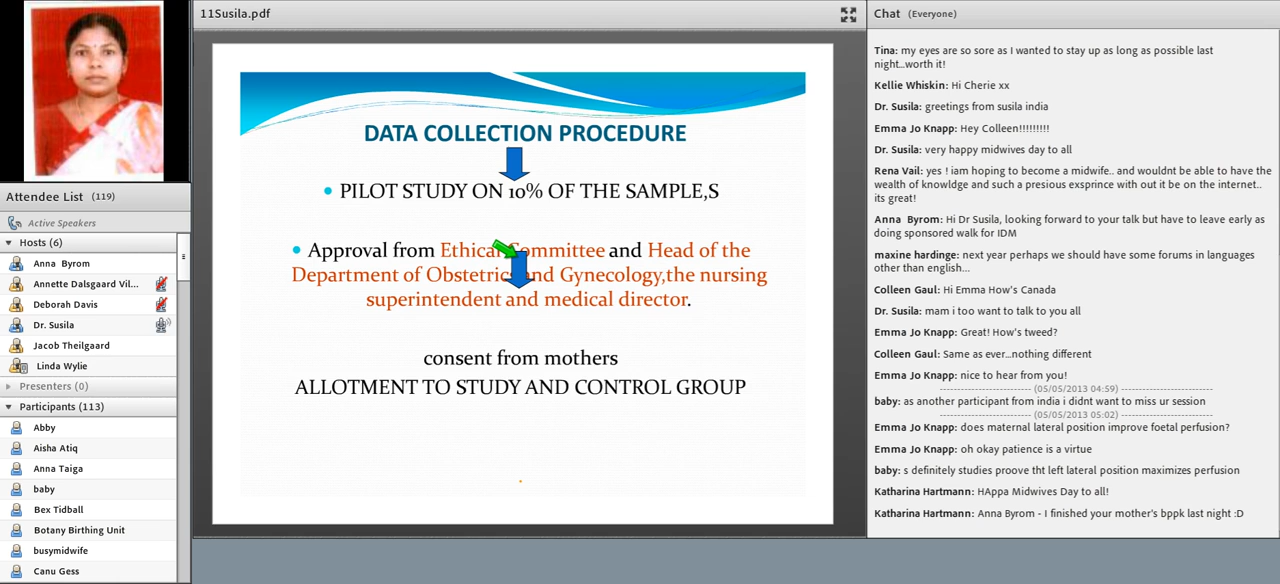 11Susila.pdf
Attendee List (119)
Active Speakers
Hosts (6)
Anna Byrom
Annette Dalsgaard Vil...
Deborah Davis
Dr. Susila
Jacob Theilgaard
Linda Wylie
Presenters (0)
Participants (113)
Abby
Aisha Atiq
Anna Taiga
baby
Bex Tidball
Botany Birthing Unit
busymidwife
Canu Gess
DATA COLLECTION PROCEDURE
• PILOT STUDY ON 10% OF THE SAMPLE,S
• Approval from Ethical Committee and Head of the
Department of Obstetrics and Gynecology,the nursing
superintendent and medical director.
consent from mothers
ALLOTMENT TO STUDY AND CONTROL GROUP
Chat (Everyone)
Tina: my eyes are so sore as I wanted to stay up as long as possible last
night..worth it!
Kellie Whiskin: Hi Cherie xx
Dr. Susila: greetings from susila india
Emma Jo Knapp: Hey Colleen!!!!!!!!!
Dr. Susila: very happy midwives day to all
Rena Vail: yes ! iam hoping to become a midwife.. and wouldnt be able to have the
wealth of knowldge and such a presious exsprince with out it be on the internet..
its great!
Anna Byrom: Hi Dr Susila, looking forward to your talk but have to leave early as
doing sponsored walk for IDM
maxine hardinge: next year perhaps we should have some forums in languages
other than english...
Colleen Gaul: Hi Emma How's Canada
Dr. Susila: mam i too want to talk to you all
Emma Jo Knapp: Great! How's tweed?
Colleen Gaul: Same as ever...nothing different
Emma Jo Knapp: nice to hear from you!
(05/05/2013 04:59)
baby: as another participant from india i didnt want to miss ur session
(05/05/2013 05:02)
Emma Jo Knapp: does maternal lateral position improve foetal perfusion?
Emma Jo Knapp: oh okay patience is a virtue
baby: s definitely studies proove tht left lateral position maximizes perfusion
Katharina Hartmann: HAppa Midwives Day to all!
Katharina Hartmann: Anna Byrom - I finished your mother's bppk last night :D